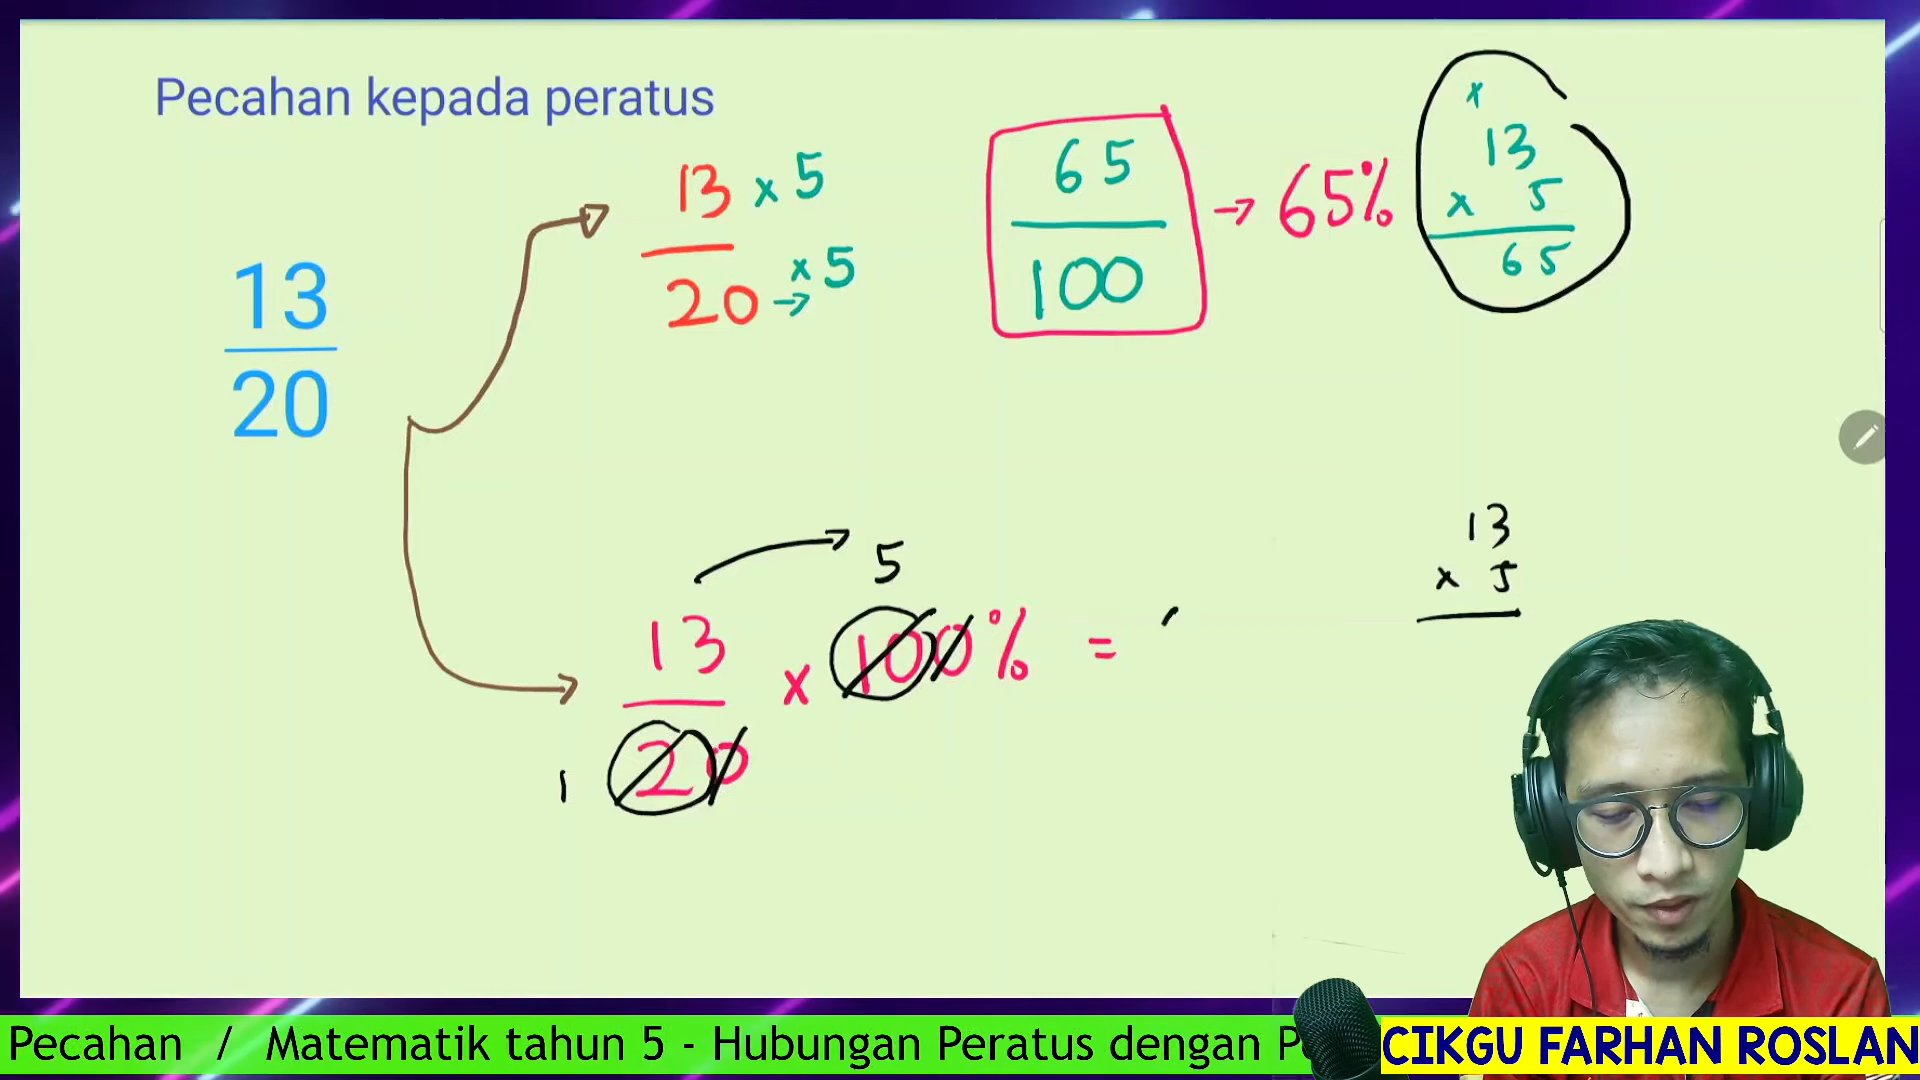 Pecahan kepada peratus
13
20
13 × 5
20 → × 5
65
100
→ 65%
×
13
× 5
65
5
13 × 100% =
20
1
13
× 5
Pecahan / Matematik tahun 5 - Hubungan Peratus dengan P
CIKGU FARHAN ROSLAN